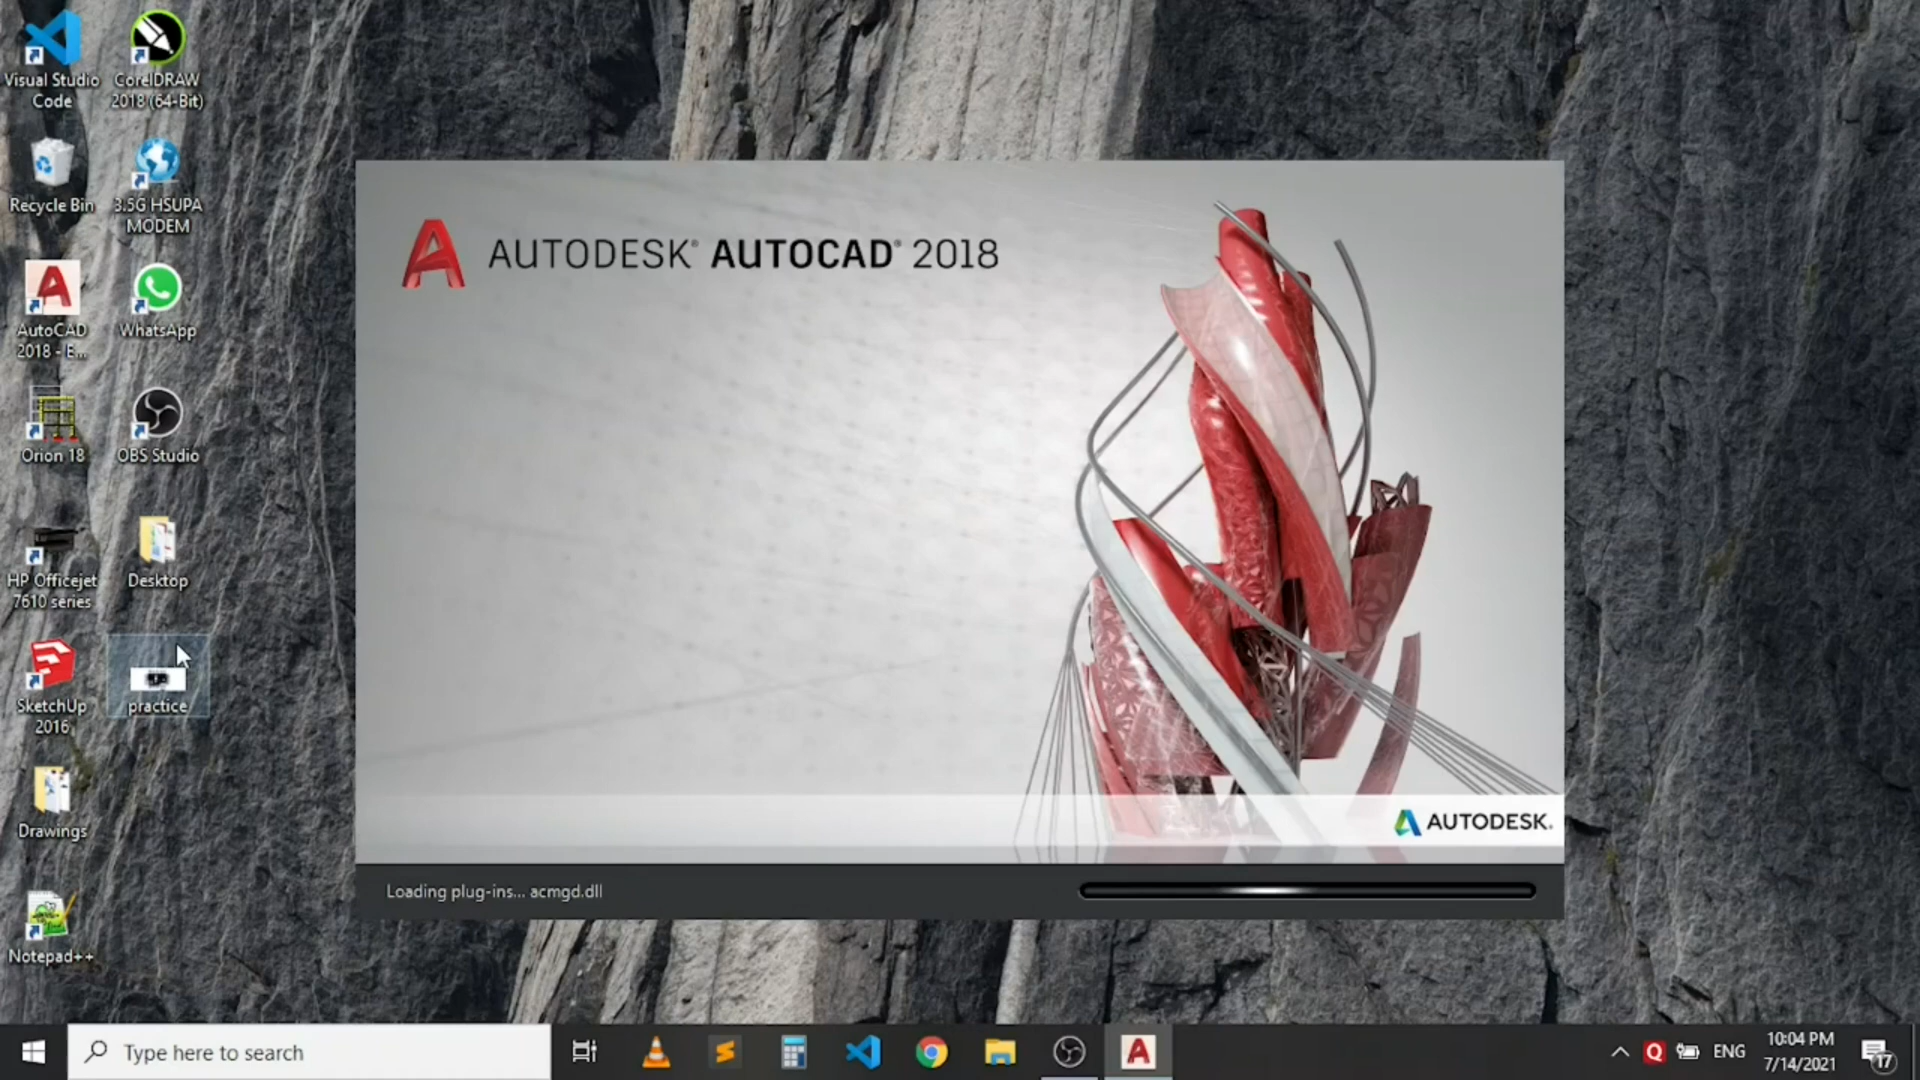 Visual Studio
Code
CorelDRAW
2018 (64-Bit)
Recycle Bin
3.5G HSUPA
MODEM
AutoCAD
2018 - E...
WhatsApp
Orion 18
OBS Studio
HP Officejet
7610 series
Desktop
SketchUp
2016
practice
Drawings
Notepad++
AUTODESK® AUTOCAD® 2018
AUTODESK.
Loading plug-ins... acmgd.dll
Type here to search
ENG
10:04 PM
7/14/2021
17